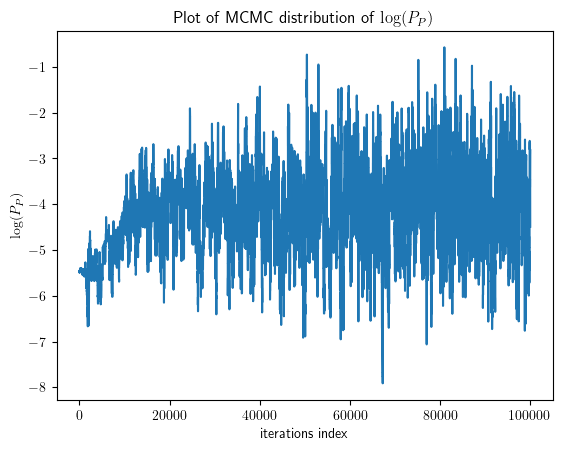 Plot of MCMC distribution of log(P_P)
log(P_P)
−1
−2
−3
−4
−5
−6
−7
−8
0 20000 40000 60000 80000 100000
iterations index